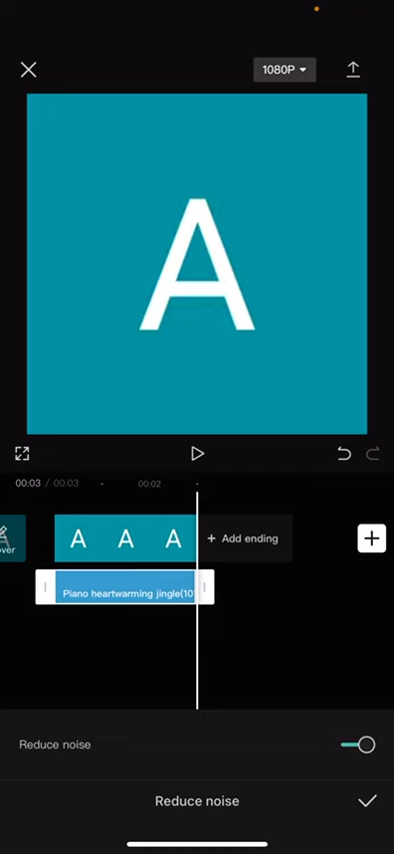 1080P
A
00:03 / 00:03
00:02
over
A A A
+ Add ending
Piano heartwarming jingle(10
Reduce noise
Reduce noise